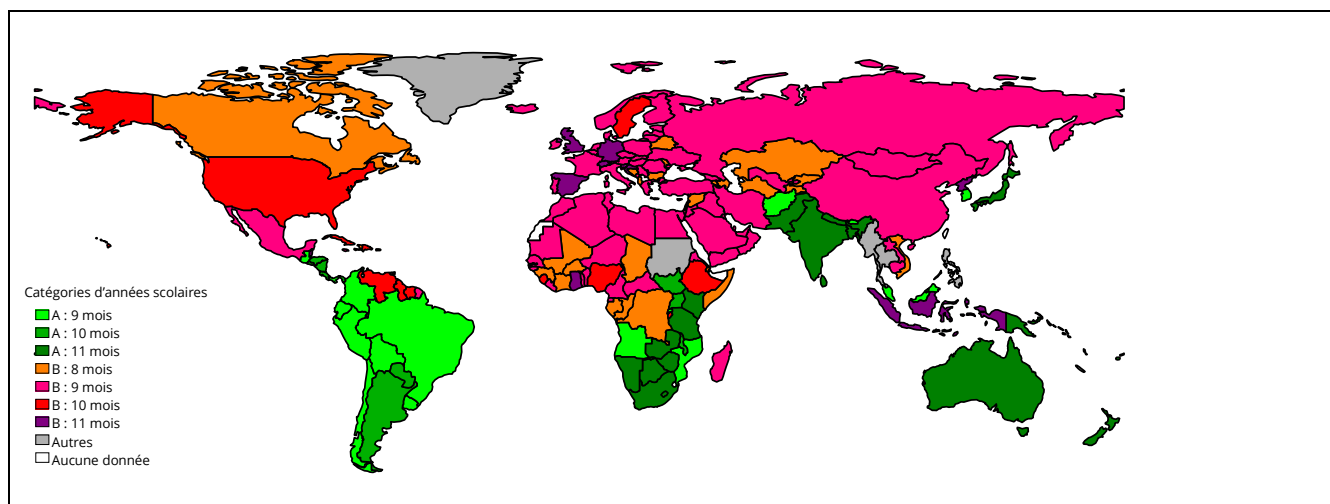 Catégories d’années scolaires
A : 9 mois
A : 10 mois
A : 11 mois
B : 8 mois
B : 9 mois
B : 10 mois
B : 11 mois
Autres
Aucune donnée